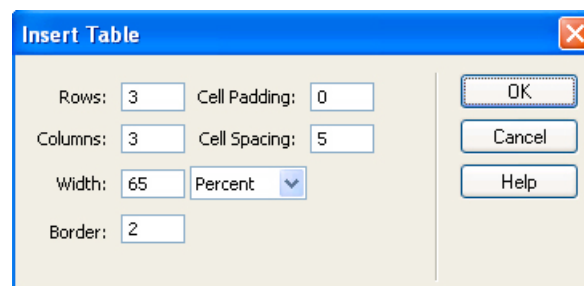 Insert Table
Rows: 3 Cell Padding: 0 OK
Columns: 3 Cell Spacing: 5 Cancel
Width: 65 Percent Help
Border: 2